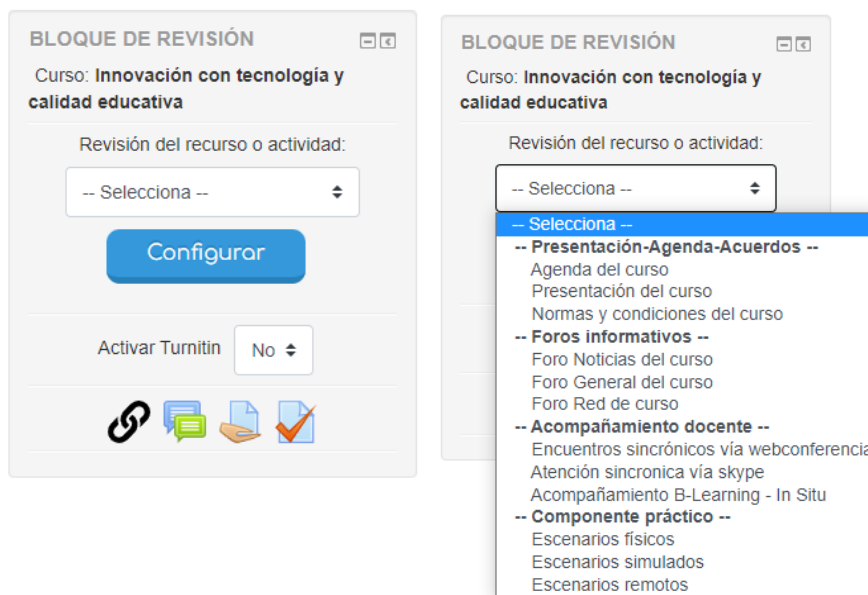 BLOQUE DE REVISIÓN
Curso: Innovación con tecnología y
calidad educativa
Revisión del recurso o actividad:
-- Selecciona --
Configurar
Activar Turnitin No
BLOQUE DE REVISIÓN
Curso: Innovación con tecnología y
calidad educativa
Revisión del recurso o actividad:
-- Selecciona --
-- Selecciona --
-- Presentación-Agenda-Acuerdos --
Agenda del curso
Presentación del curso
Normas y condiciones del curso
-- Foros informativos --
Foro Noticias del curso
Foro General del curso
Foro Red de curso
-- Acompañamiento docente --
Encuentros sincrónicos vía webconferencia
Atención sincronica vía skype
Acompañamiento B-Learning - In Situ
-- Componente práctico --
Escenarios físicos
Escenarios simulados
Escenarios remotos